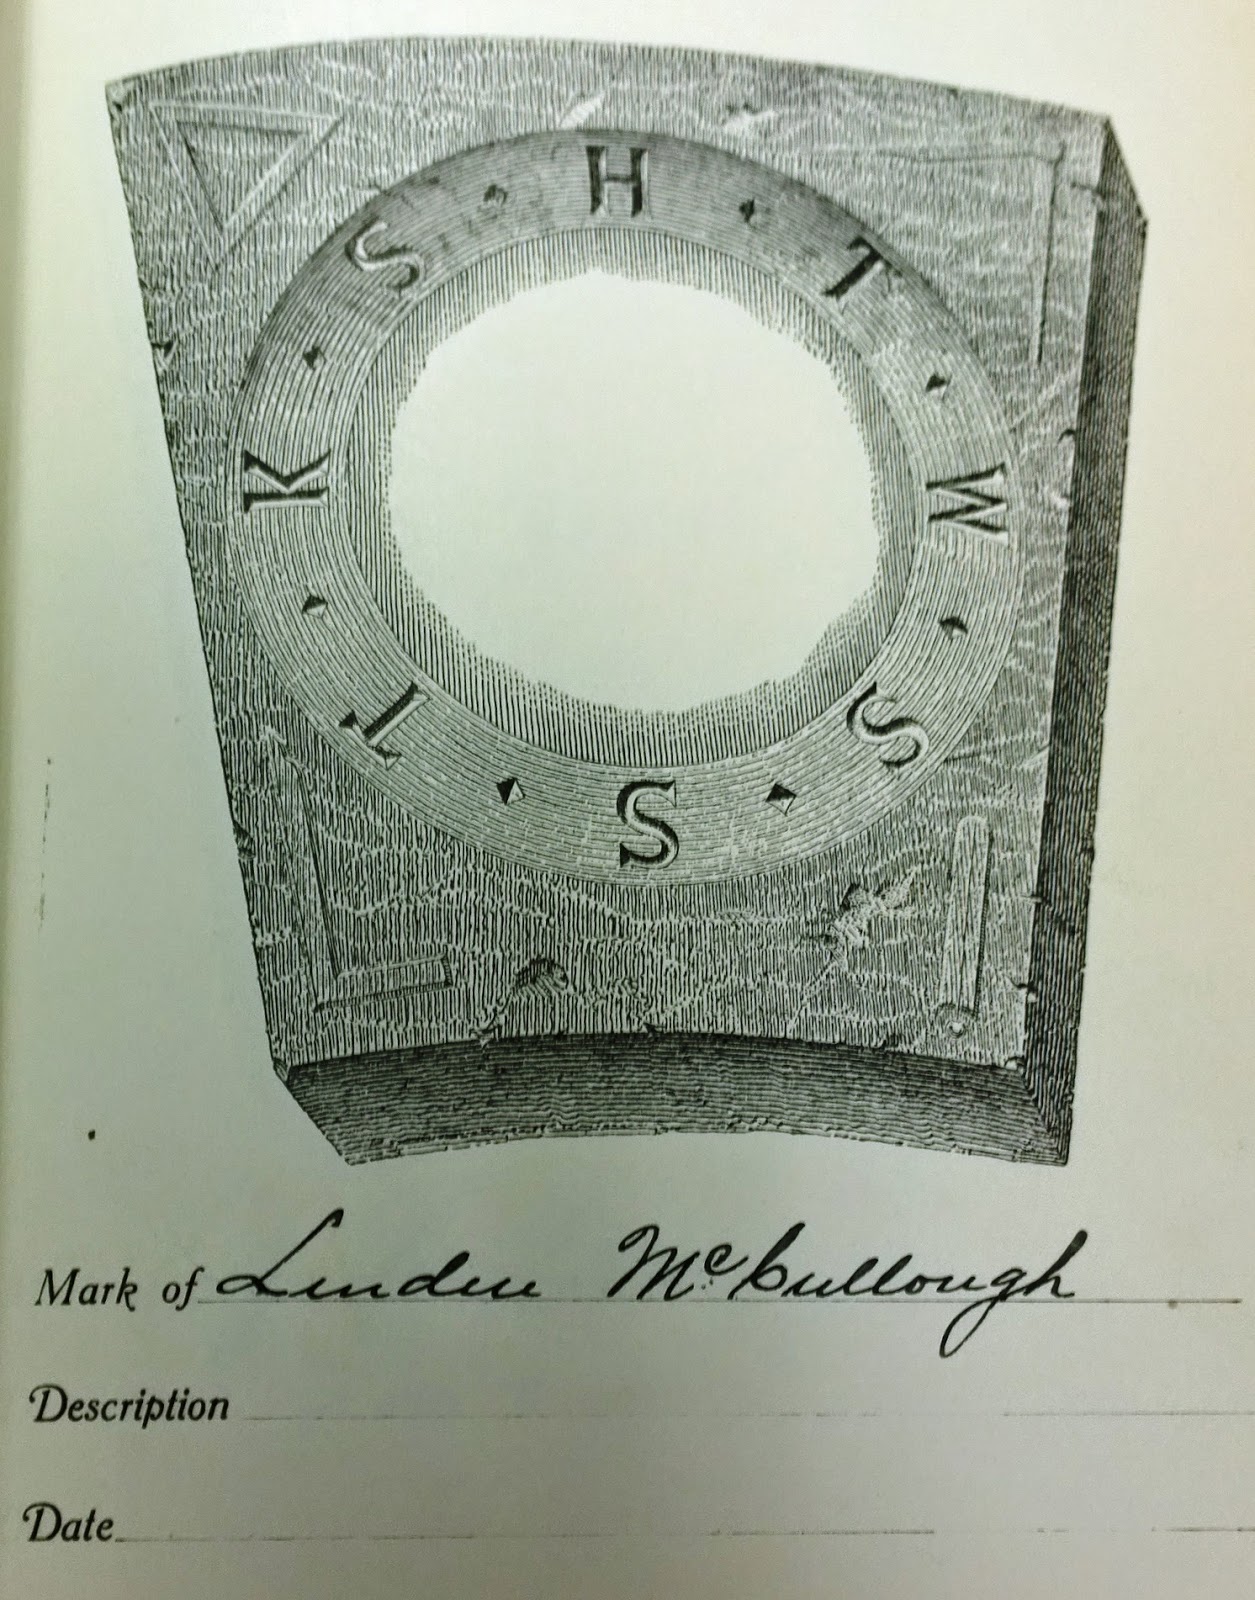 H T W S S T K S
Mark of McCullough
Description
Date